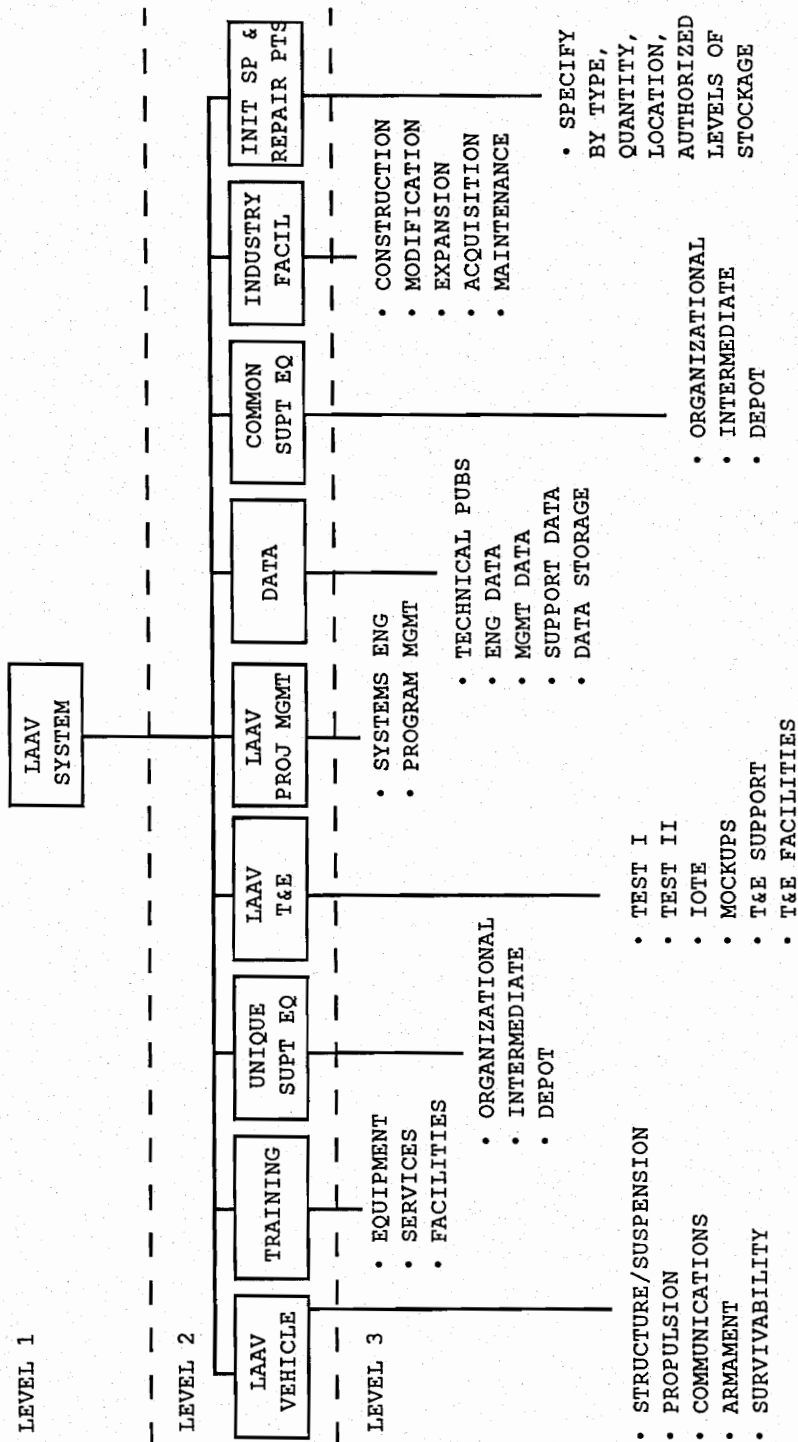 LEVEL 1
LAAV
SYSTEM
LEVEL 2
LAAV
VEHICLE
TRAINING
UNIQUE
SUPT EQ
LAAV
T&E
LAAV
PROJ MGMT
DATA
COMMON
SUPT EQ
INDUSTRY
FACIL
INIT SP &
REPAIR PTS
LEVEL 3
• STRUCTURE/SUSPENSION
• PROPULSION
• COMMUNICATIONS
• ARMAMENT
• SURVIVABILITY
• EQUIPMENT
• SERVICES
• FACILITIES
• ORGANIZATIONAL
• INTERMEDIATE
• DEPOT
• TEST I
• TEST II
• IOTE
• MOCKUPS
• T&E SUPPORT
• T&E FACILITIES
• SYSTEMS ENG
• PROGRAM MGMT
• TECHNICAL PUBS
• ENG DATA
• MGMT DATA
• SUPPORT DATA
• DATA STORAGE
• ORGANIZATIONAL
• INTERMEDIATE
• DEPOT
• CONSTRUCTION
• MODIFICATION
• EXPANSION
• ACQUISITION
• MAINTENANCE
• SPECIFY
BY TYPE,
QUANTITY,
LOCATION,
AUTHORIZED
LEVELS OF
STOCKAGE